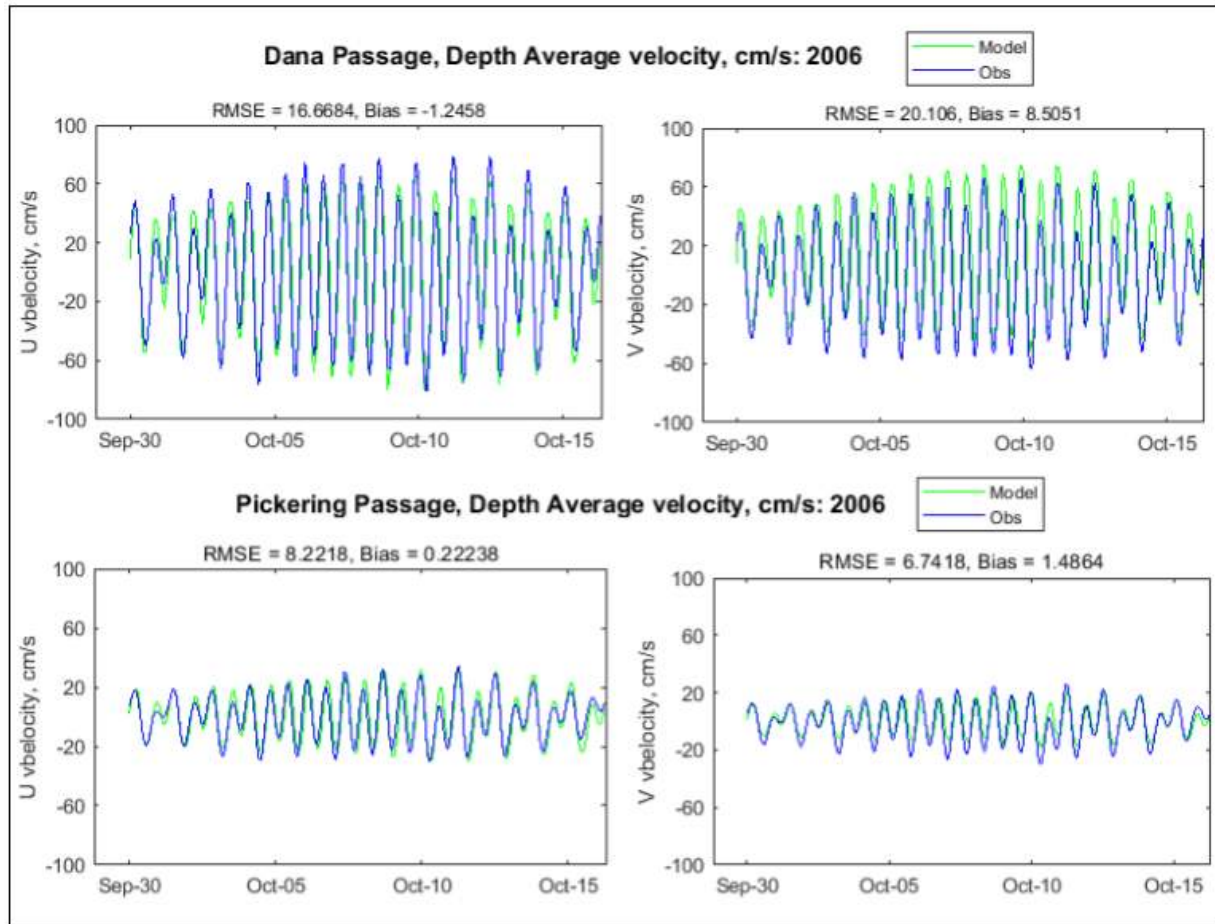 Dana Passage, Depth Average velocity, cm/s: 2006
Model
Obs
RMSE = 16.6684, Bias = -1.2458
100
60
20
-20
-60
-100
U vbelocity, cm/s
Sep-30 Oct-05 Oct-10 Oct-15
RMSE = 20.106, Bias = 8.5051
100
60
20
-20
-60
-100
V vbelocity, cm/s
Sep-30 Oct-05 Oct-10 Oct-15
Pickering Passage, Depth Average velocity, cm/s: 2006
Model
Obs
RMSE = 8.2218, Bias = 0.22238
100
60
20
-20
-60
-100
U vbelocity, cm/s
Sep-30 Oct-05 Oct-10 Oct-15
RMSE = 6.7418, Bias = 1.4864
100
60
20
-20
-60
-100
V vbelocity, cm/s
Sep-30 Oct-05 Oct-10 Oct-15